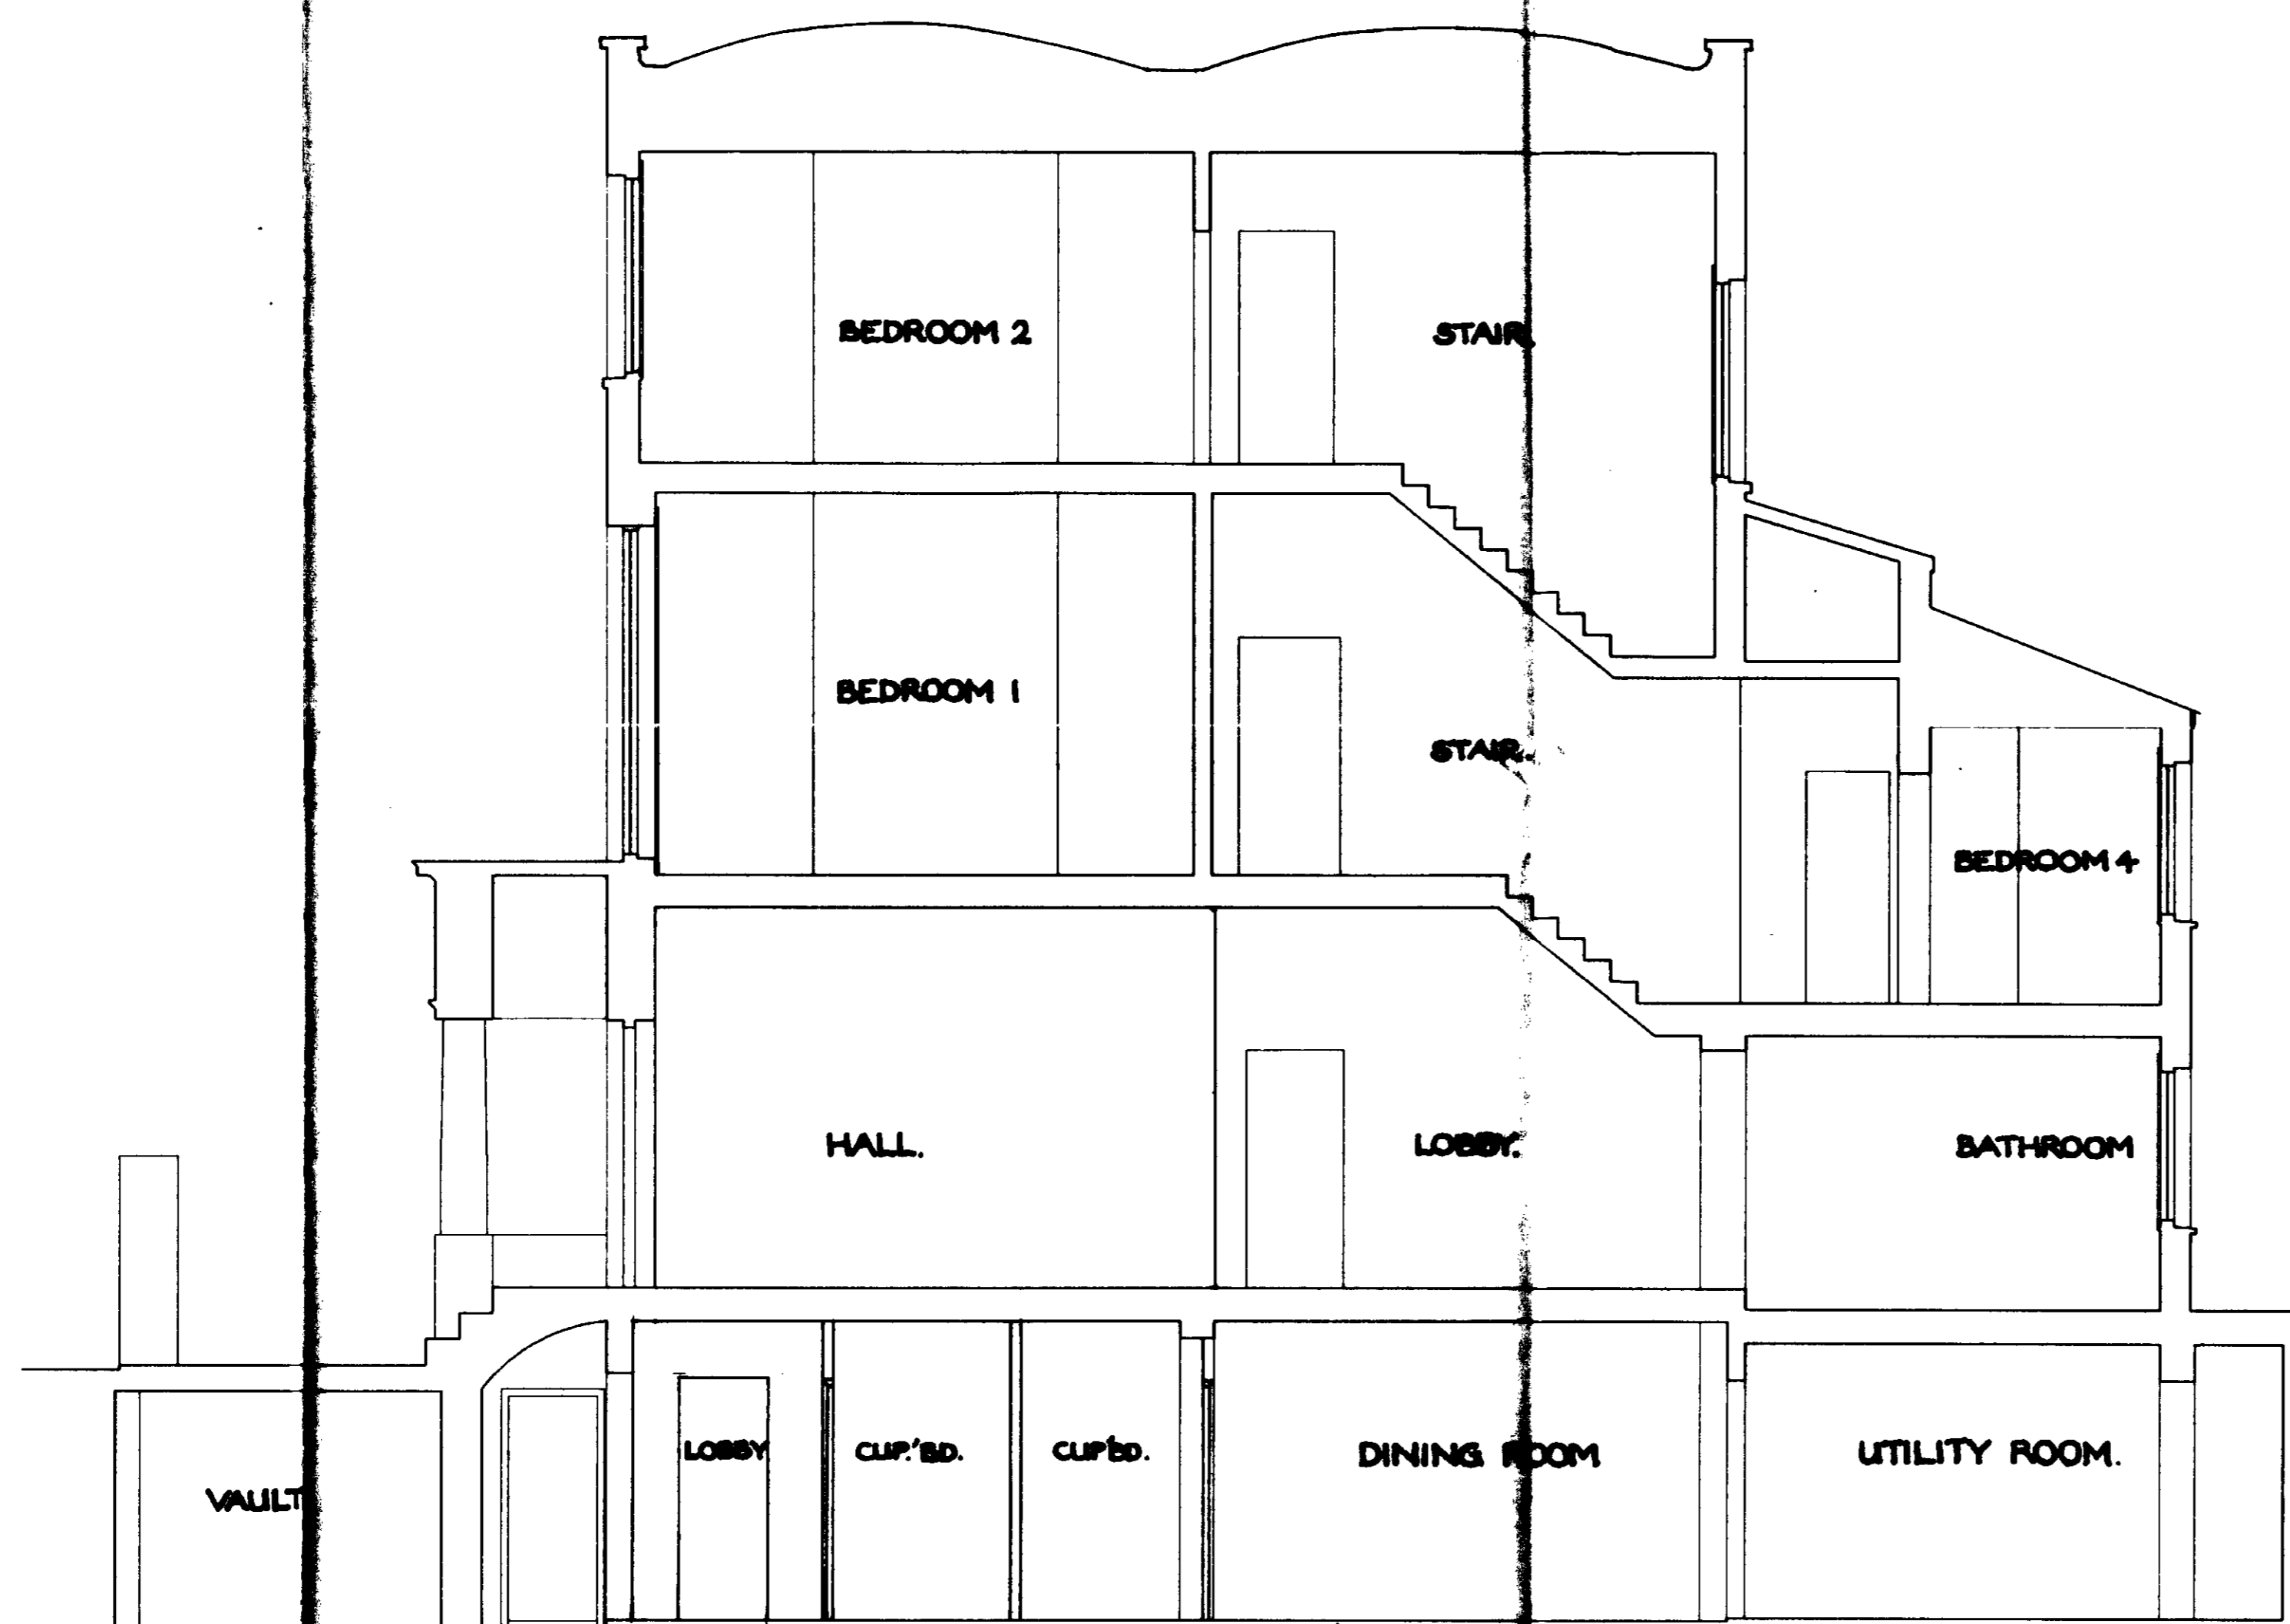 BEDROOM 2
STAIR.
BEDROOM 1
STAIR.
BEDROOM 4
HALL.
LOBBY.
BATHROOM
LOBBY
CUP.'BD.
CUP'BD.
DINING ROOM
UTILITY ROOM.
VAULT